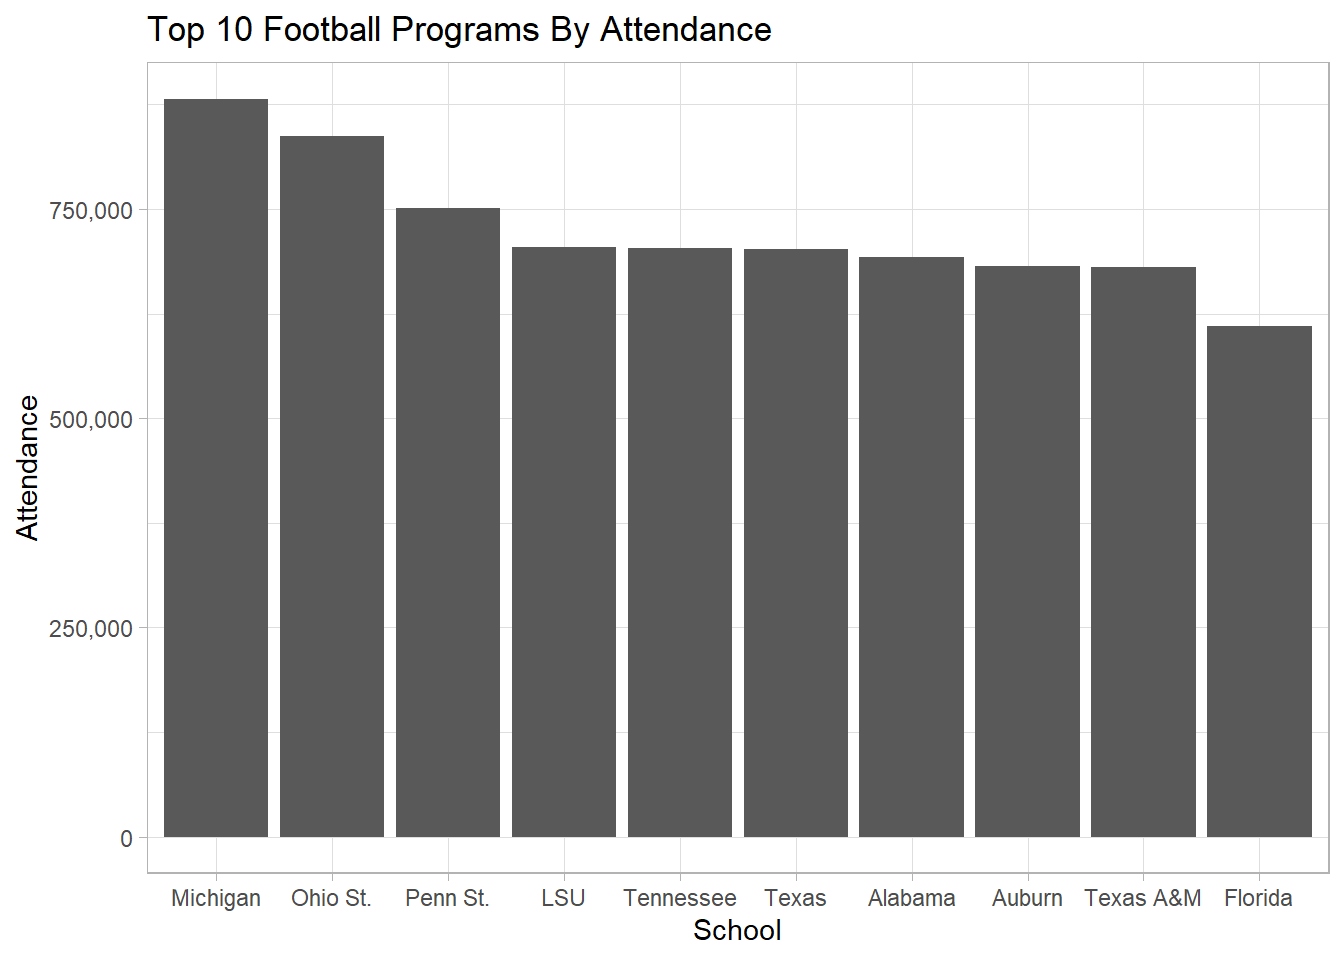 Top 10 Football Programs By Attendance
Attendance
750,000
500,000
250,000
0
Michigan Ohio St. Penn St. LSU Tennessee Texas Alabama Auburn Texas A&M Florida
School